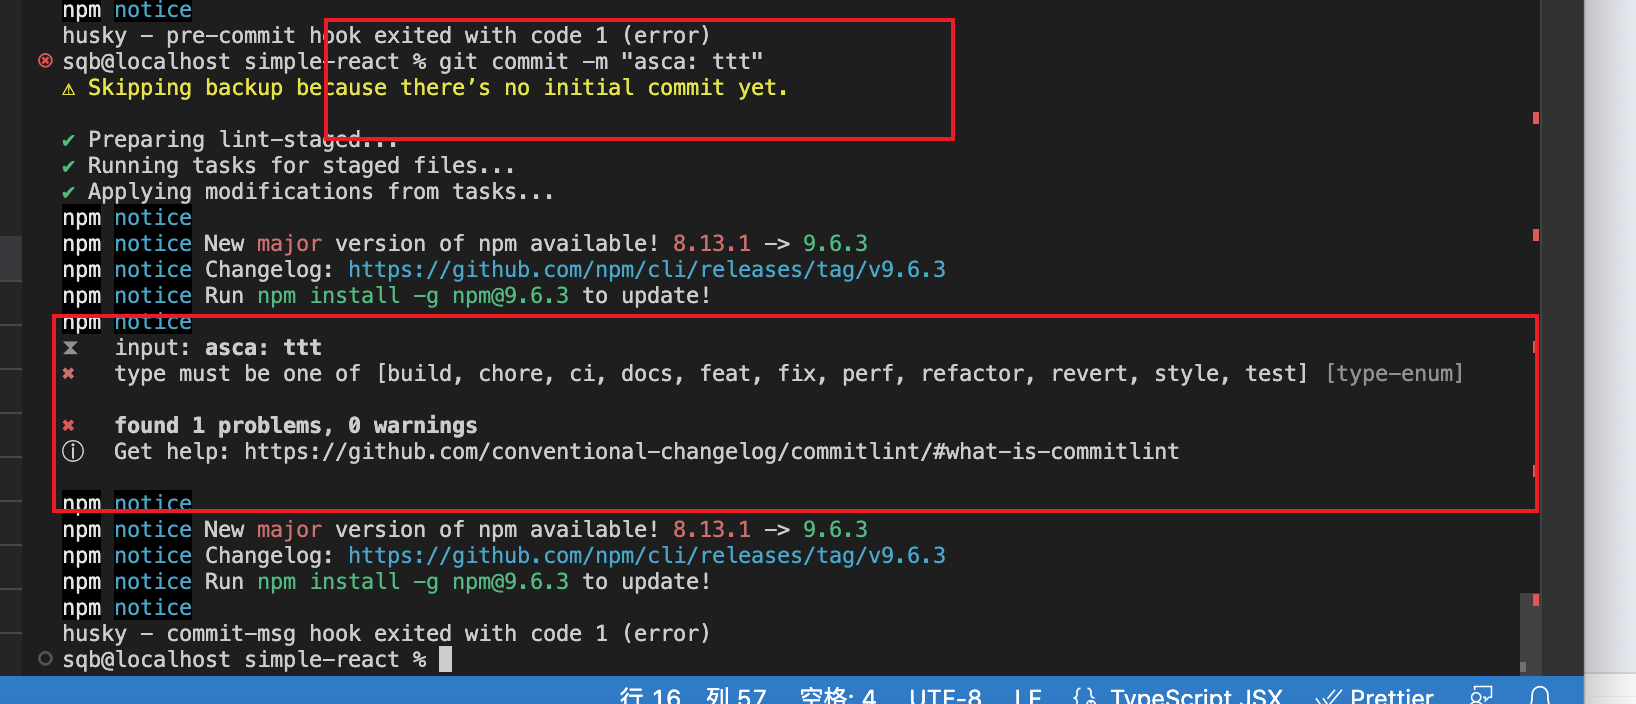 npm notice
husky - pre-commit hook exited with code 1 (error)
sqb@localhost simple-react % git commit -m "asca: ttt"
⚠ Skipping backup because there’s no initial commit yet.
✔ Preparing lint-staged...
✔ Running tasks for staged files...
✔ Applying modifications from tasks...
npm notice
npm notice New major version of npm available! 8.13.1 -> 9.6.3
npm notice Changelog: https://github.com/npm/cli/releases/tag/v9.6.3
npm notice Run npm install -g npm@9.6.3 to update!
npm notice
⧗ input: asca: ttt
✖ type must be one of [build, chore, ci, docs, feat, fix, perf, refactor, revert, style, test] [type-enum]
✖ found 1 problems, 0 warnings
ⓘ Get help: https://github.com/conventional-changelog/commitlint/#what-is-commitlint
npm notice
npm notice New major version of npm available! 8.13.1 -> 9.6.3
npm notice Changelog: https://github.com/npm/cli/releases/tag/v9.6.3
npm notice Run npm install -g npm@9.6.3 to update!
npm notice
husky - commit-msg hook exited with code 1 (error)
sqb@localhost simple-react %
行 16 列 57 空格: 4 UTF-8 LF TypeScript JSX Prettier